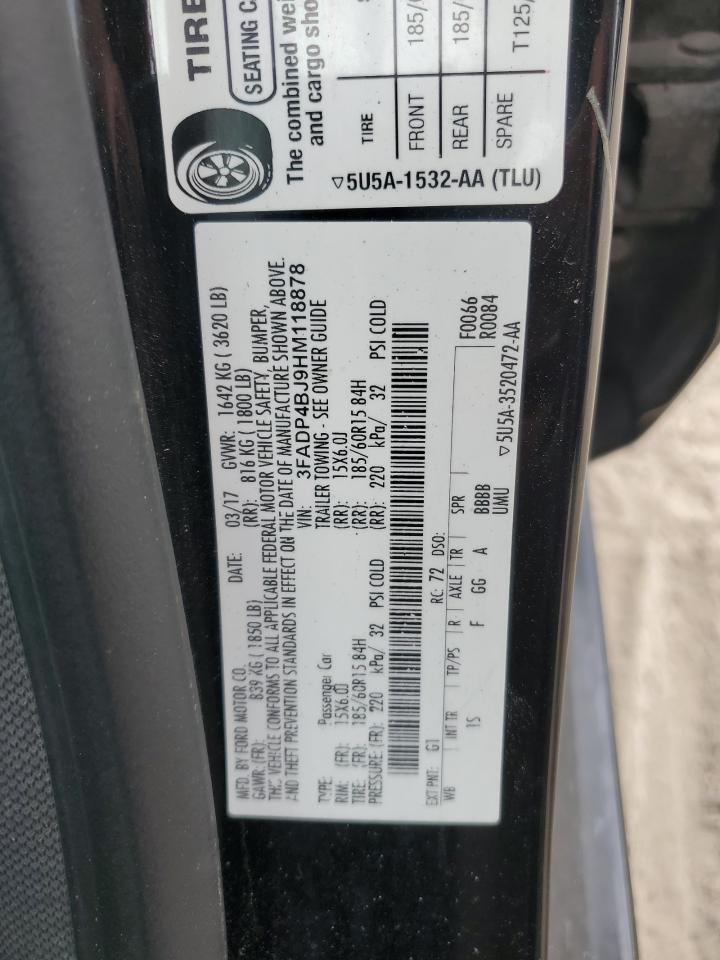 MFD. BY FORD MOTOR CO. DATE: 03/17 GVWR: 1642 KG ( 3620 LB)
GAWR:(FR): 839 KG ( 1850 LB) (RR): 816 KG ( 1800 LB)
THIS VEHICLE CONFORMS TO ALL APPLICABLE FEDERAL MOTOR VEHICLE SAFETY, BUMPER,
AND THEFT PREVENTION STANDARDS IN EFFECT ON THE DATE OF MANUFACTURE SHOWN ABOVE.
VIN: 3FADP4BJ9HM118878
TYPE: Passenger Car TRAILER TOWING - SEE OWNER GUIDE
RIM: (FR): 15X6.0J (RR): 15X6.0J
TIRE: (FR): 185/60R15 84H (RR): 185/60R15 84H
PRESSURE:(FR): 220 kPa/ 32 PSI COLD (RR): 220 kPa/ 32 PSI COLD
EXT PNT: G1 RC: 72 DSO: F0066
R0084
WB INT TR TP/PS R AXLE TR SPR
1S F GG A BBBB
UMU
▽5U5A-3520472-AA
TIRE
SEATING CA
The combined wei
and cargo sho
TIRE S
FRONT 185/
REAR 185/
SPARE T125/
▽5U5A-1532-AA (TLU)